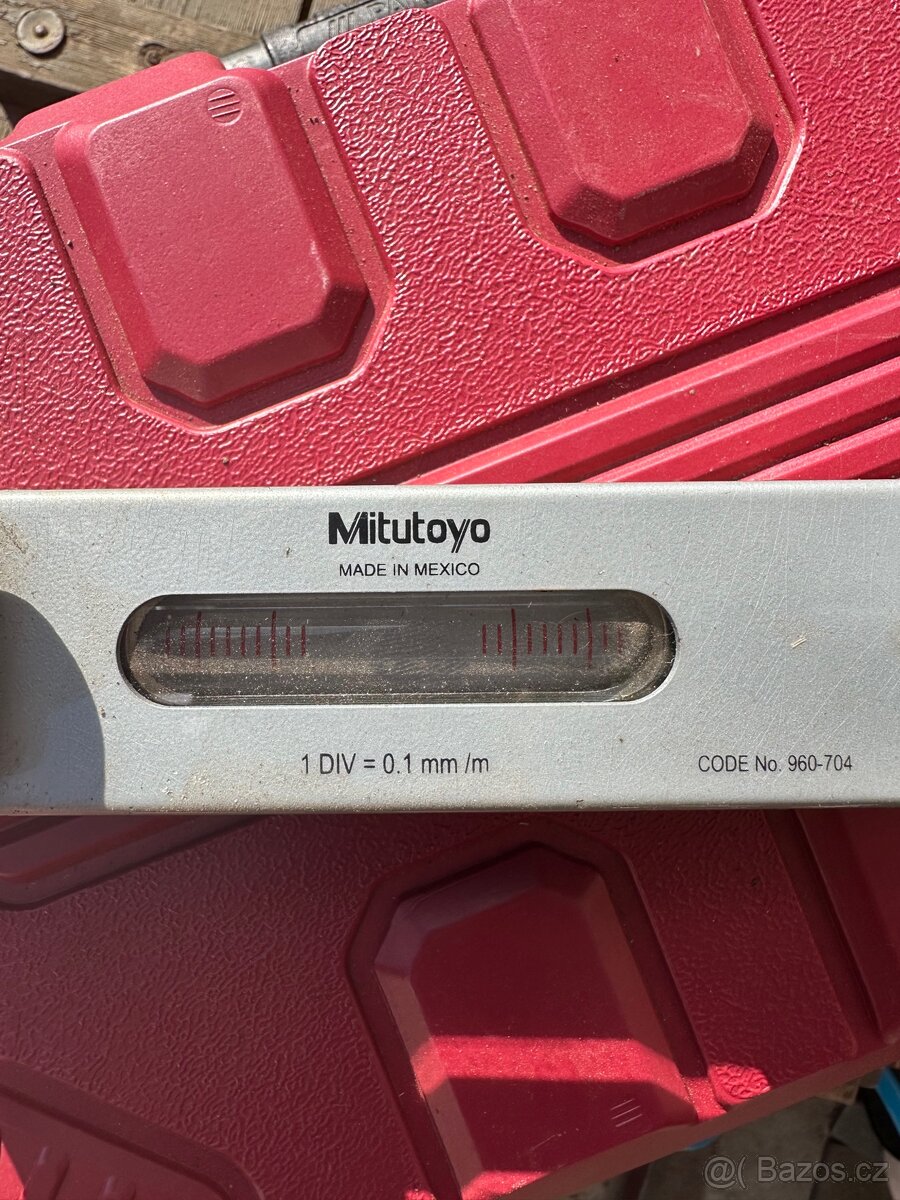 Mitutoyo
MADE IN MEXICO
1 DIV = 0.1 mm /m
CODE No. 960-704
@( Bazos.cz